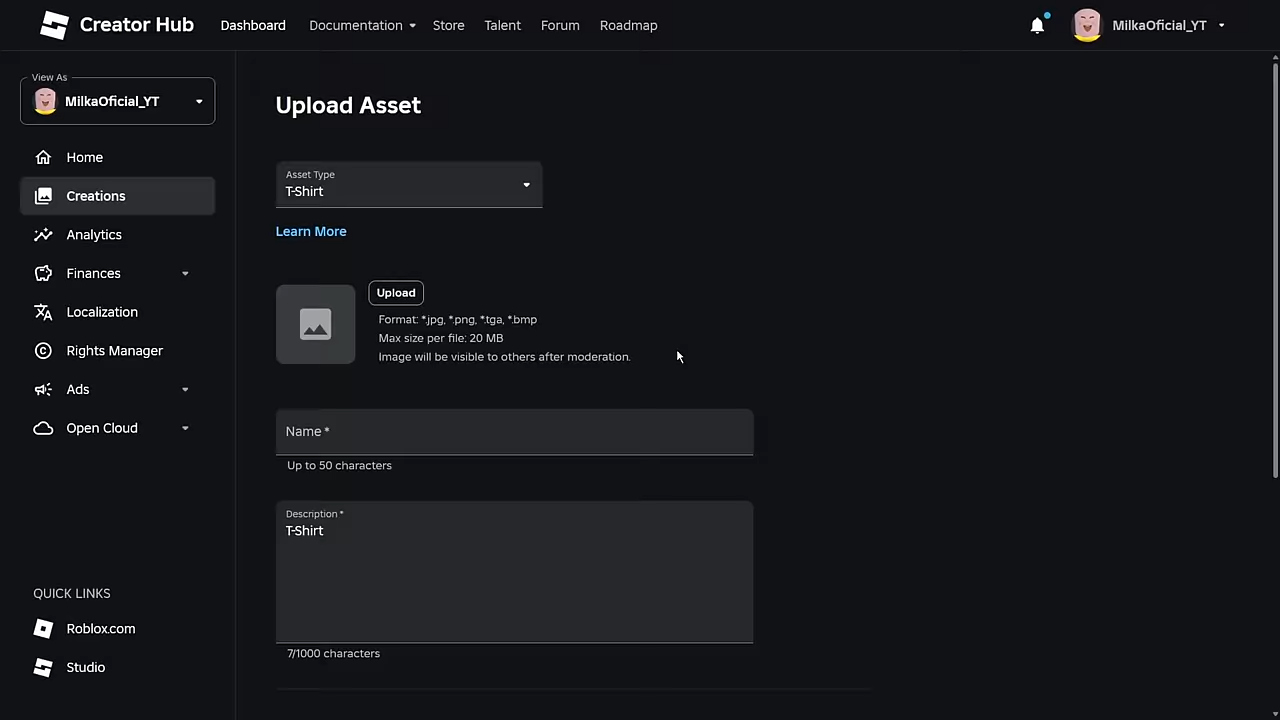 Creator Hub
Dashboard
Documentation
Store
Talent
Forum
Roadmap
MilkaOficial_YT
View As
MilkaOficial_YT
Home
Creations
Analytics
Finances
Localization
Rights Manager
Ads
Open Cloud
QUICK LINKS
Roblox.com
Studio
Upload Asset
Asset Type
T-Shirt
Learn More
Upload
Format: *.jpg, *.png, *.tga, *.bmp
Max size per file: 20 MB
Image will be visible to others after moderation.
Name *
Up to 50 characters
Description *
T-Shirt
7/1000 characters